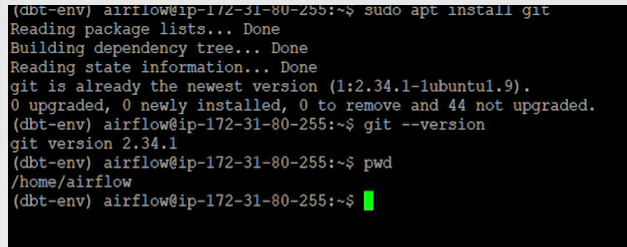 (dbt-env) airflow@ip-172-31-80-255:~$ sudo apt install git
Reading package lists... Done
Building dependency tree... Done
Reading state information... Done
git is already the newest version (1:2.34.1-1ubuntu1.9).
0 upgraded, 0 newly installed, 0 to remove and 44 not upgraded.
(dbt-env) airflow@ip-172-31-80-255:~$ git --version
git version 2.34.1
(dbt-env) airflow@ip-172-31-80-255:~$ pwd
/home/airflow
(dbt-env) airflow@ip-172-31-80-255:~$